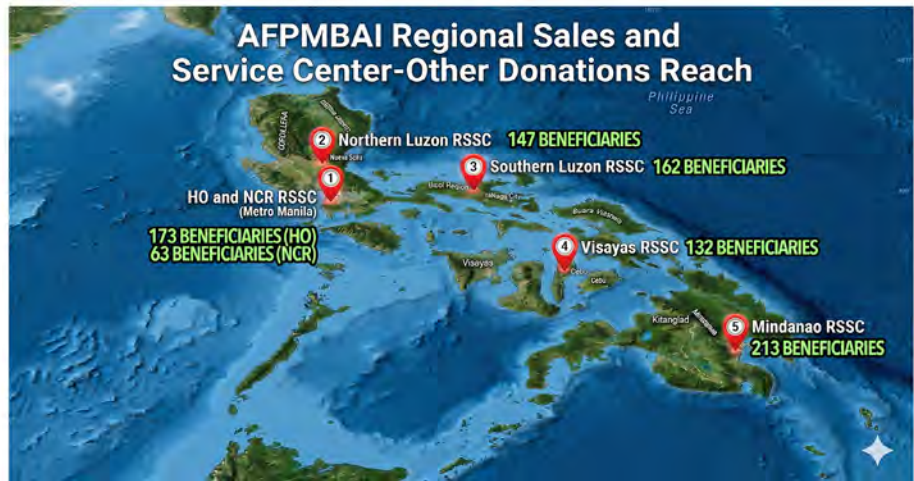 AFPMBAI Regional Sales and
Service Center-Other Donations Reach
Philippine
Sea
CORDILLERA
2 Northern Luzon RSSC 147 BENEFICIARIES
1
3 Southern Luzon RSSC 162 BENEFICIARIES
Bicol Region
HO and NCR RSSC
(Metro Manila)
173 BENEFICIARIES (HO)
63 BENEFICIARIES (NCR)
4 Visayas RSSC 132 BENEFICIARIES
Visayas
Cebu
Cebu
Kitanglad
5 Mindanao RSSC
213 BENEFICIARIES